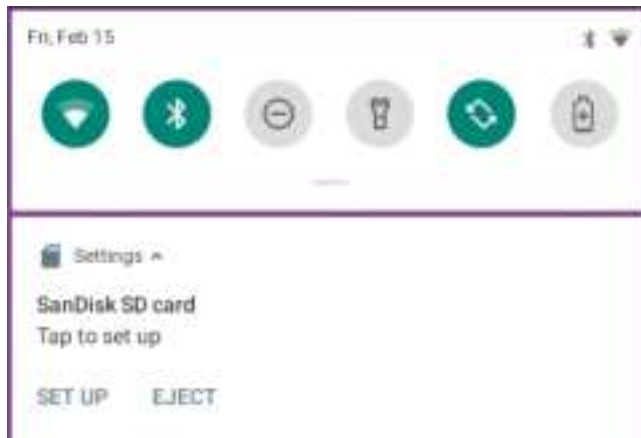 Fri, Feb 15
Settings
SanDisk SD card
Tap to set up
SET UP EJECT